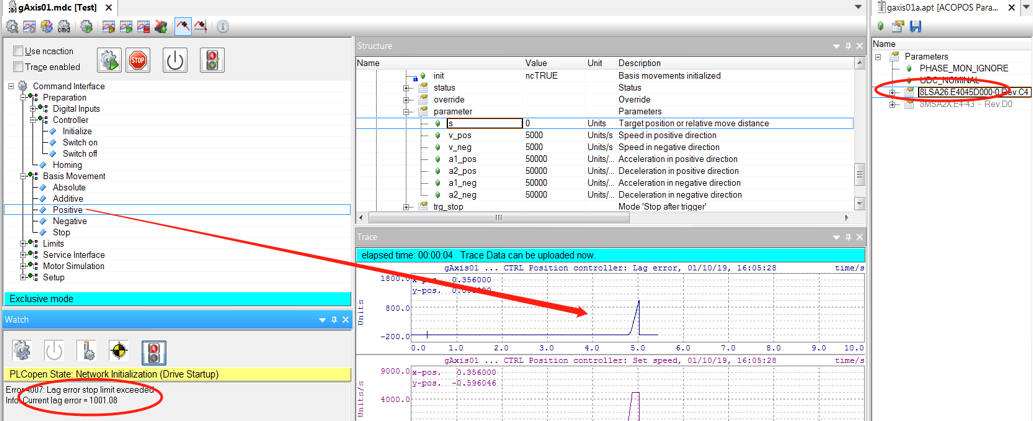 gAxis01.mdc [Test]
Use ncaction
Trace enabled
Command Interface
Preparation
Digital Inputs
Controller
Initialize
Switch on
Switch off
Homing
Basis Movement
Absolute
Additive
Positive
Negative
Stop
Limits
Service Interface
Motor Simulation
Setup
Exclusive mode
Watch
PLCopen State: Network Initialization (Drive Startup)
4007: Lag error stop limit exceeded
Info: Current lag error = 1001.08
Structure
Name Value Unit Description
init ncTRUE Basis movements initialized
status Status
override Override
parameter Parameters
s 0 Units Target position or relative move distance
v_pos 5000 Units/s Speed in positive direction
v_neg 5000 Units/s Speed in negative direction
a1_pos 50000 Units/... Acceleration in positive direction
a2_pos 50000 Units/... Deceleration in positive direction
a1_neg 50000 Units/... Acceleration in negative direction
a2_neg 50000 Units/... Deceleration in negative direction
trg_stop Mode 'Stop after trigger'
Trace
elapsed time: 00:00:04 Trace Data can be uploaded now.
gAxis01 ... CTRL Position controller: Lag error, 01/10/19, 16:05:28 time/s
1800.0
x-pos. 0.356000
y-pos.
800.0
-200.0
Units
0.0 1.0 2.0 3.0 4.0 5.0 6.0 7.0 8.0 9.0 10.0
gAxis01 ... CTRL Position controller: Set speed, 01/10/19, 16:05:28 time/s
9000.0
x-pos. 0.356000
y-pos. -0.596046
4000.0
Units/s
gaxis01a.apt [ACOPOS Para...
Name
Parameters
PHASE_MON_IGNORE
UDC_NOMINAL
8LSA26.E4045D000-0 Rev.C4
8MSA2X.E4-43 - Rev.D0